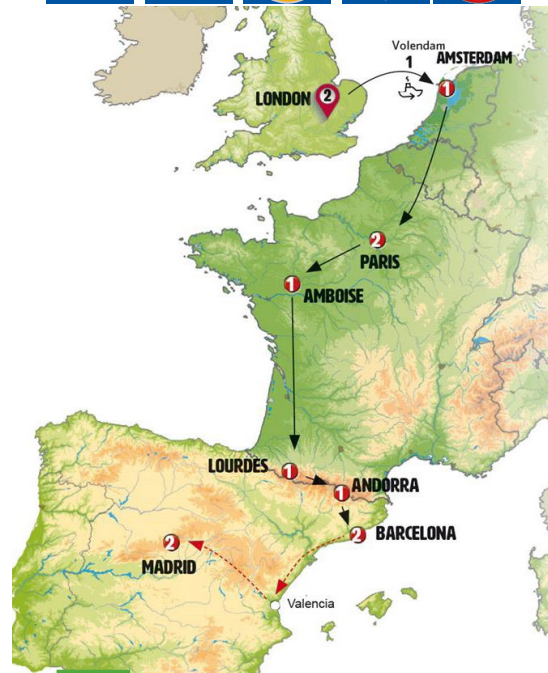 Volendam
1
AMSTERDAM
1
LONDON 2
2
PARIS
1
AMBOISE
LOURDES
1
ANDORRA
1
2
BARCELONA
2
MADRID
Valencia